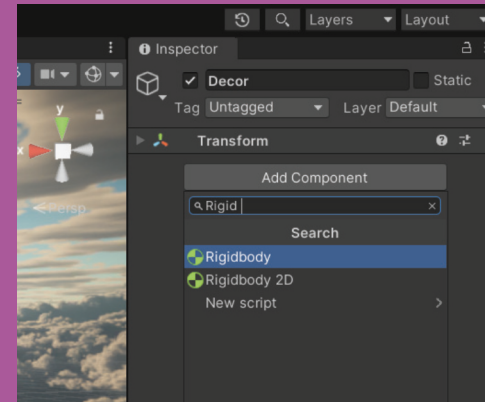 Layers Layout
Inspector
Decor Static
Tag Untagged Layer Default
y
x
Persp
Transform
Add Component
Rigid
Search
Rigidbody
Rigidbody 2D
New script